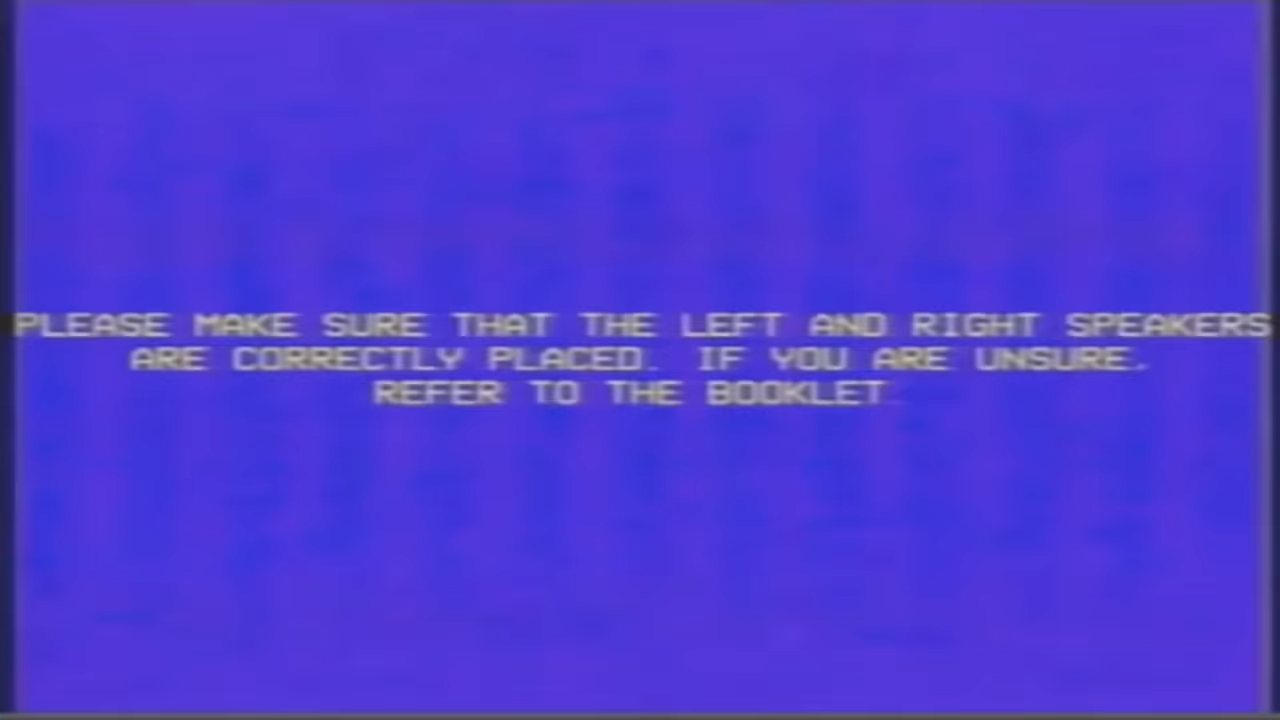 PLEASE MAKE SURE THAT THE LEFT AND RIGHT SPEAKERS
ARE CORRECTLY PLACED. IF YOU ARE UNSURE,
REFER TO THE BOOKLET.